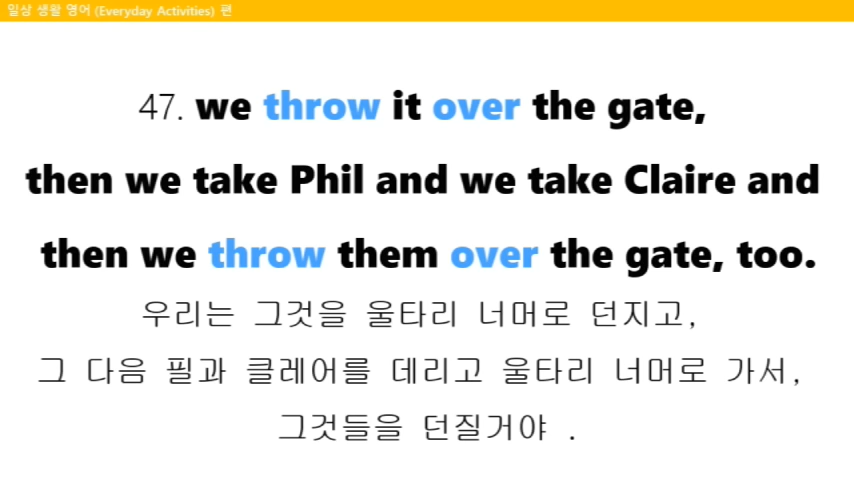 일상 생활 영어 (Everyday Activities) 편
47. we throw it over the gate,
then we take Phil and we take Claire and
then we throw them over the gate, too.
우리는 그것을 울타리 너머로 던지고,
그 다음 필과 클레어를 데리고 울타리 너머로 가서,
그것들을 던질거야 .